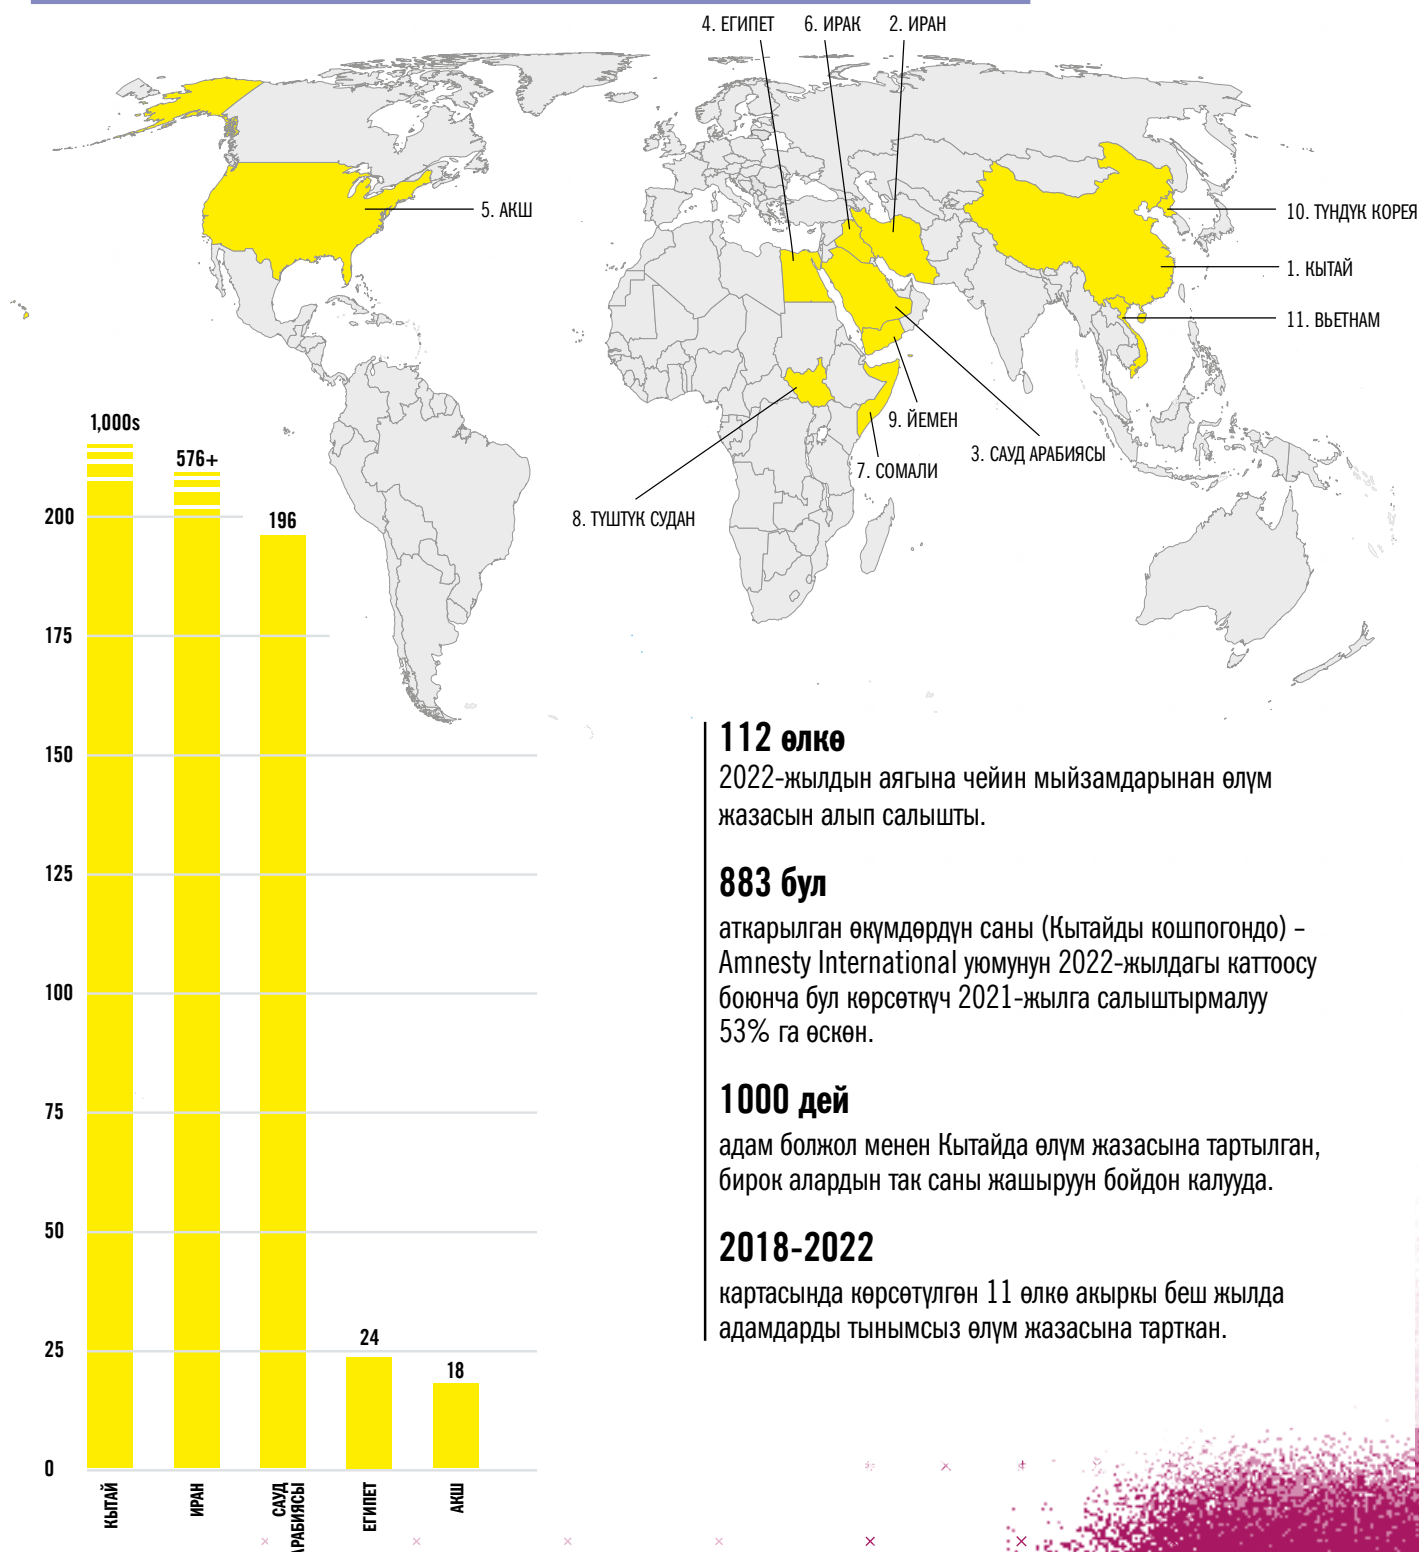 4. ЕГИПЕТ
6. ИРАК
2. ИРАН
5. АКШ
10. ТҮНДҮК КОРЕЯ
1. КЫТАЙ
11. ВЬЕТНАМ
9. ЙЕМЕН
3. САУД АРАБИЯСЫ
7. СОМАЛИ
8. ТҮШТҮК СУДАН
1,000s
576+
196
24
18
200
175
150
125
100
75
50
25
0
КЫТАЙ
ИРАН
САУД
АРАБИЯСЫ
ЕГИПЕТ
АКШ
112 өлкө
2022-жылдын аягына чейин мыйзамдарынан өлүм
жазасын алып салышты.
883 бул
аткарылган өкүмдөрдүн саны (Кытайды кошпогондо) –
Amnesty International уюмунун 2022-жылдагы каттоосу
боюнча бул көрсөткүч 2021-жылга салыштырмалуу
53% га өскөн.
1000 дей
адам болжол менен Кытайда өлүм жазасына тартылган,
бирок алардын так саны жашыруун бойдон калууда.
2018-2022
картасында көрсөтүлгөн 11 өлкө акыркы беш жылда
адамдарды тынымсыз өлүм жазасына тарткан.